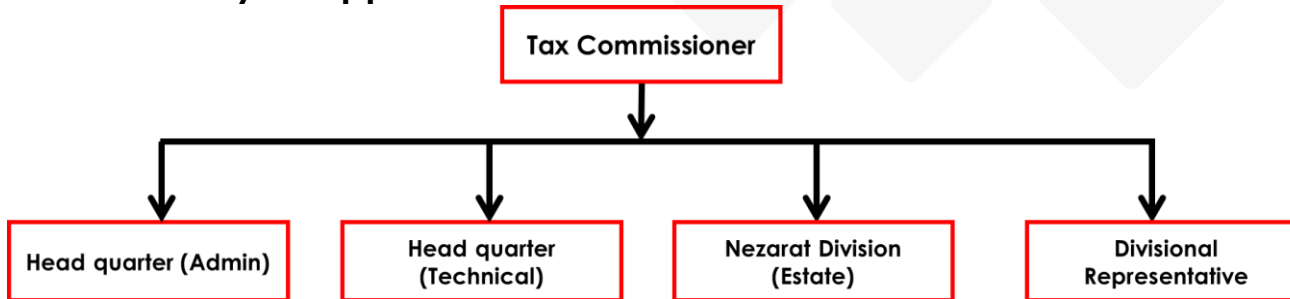 Tax Commissioner
Head quarter (Admin)
Head quarter
(Technical)
Nezarat Division
(Estate)
Divisional
Representative